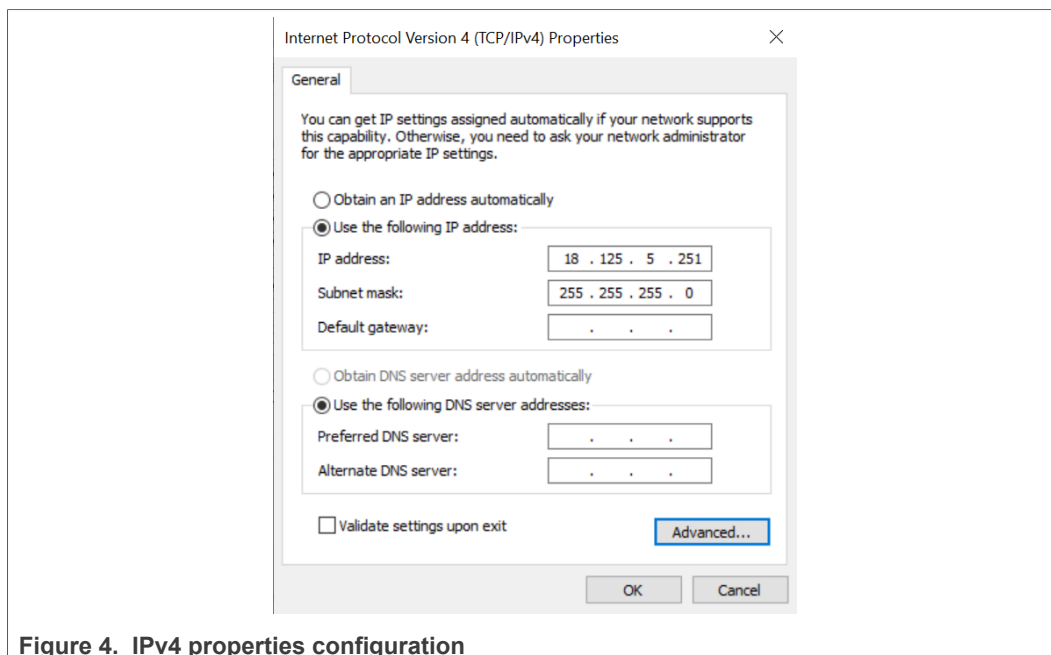 Internet Protocol Version 4 (TCP/IPv4) Properties
General
You can get IP settings assigned automatically if your network supports
this capability. Otherwise, you need to ask your network administrator
for the appropriate IP settings.
Obtain an IP address automatically
Use the following IP address:
IP address: 18 . 125 . 5 . 251
Subnet mask: 255 . 255 . 255 . 0
Default gateway: . . .
Obtain DNS server address automatically
Use the following DNS server addresses:
Preferred DNS server: . . .
Alternate DNS server: . . .
Validate settings upon exit
Advanced...
OK Cancel
Figure 4. IPv4 properties configuration